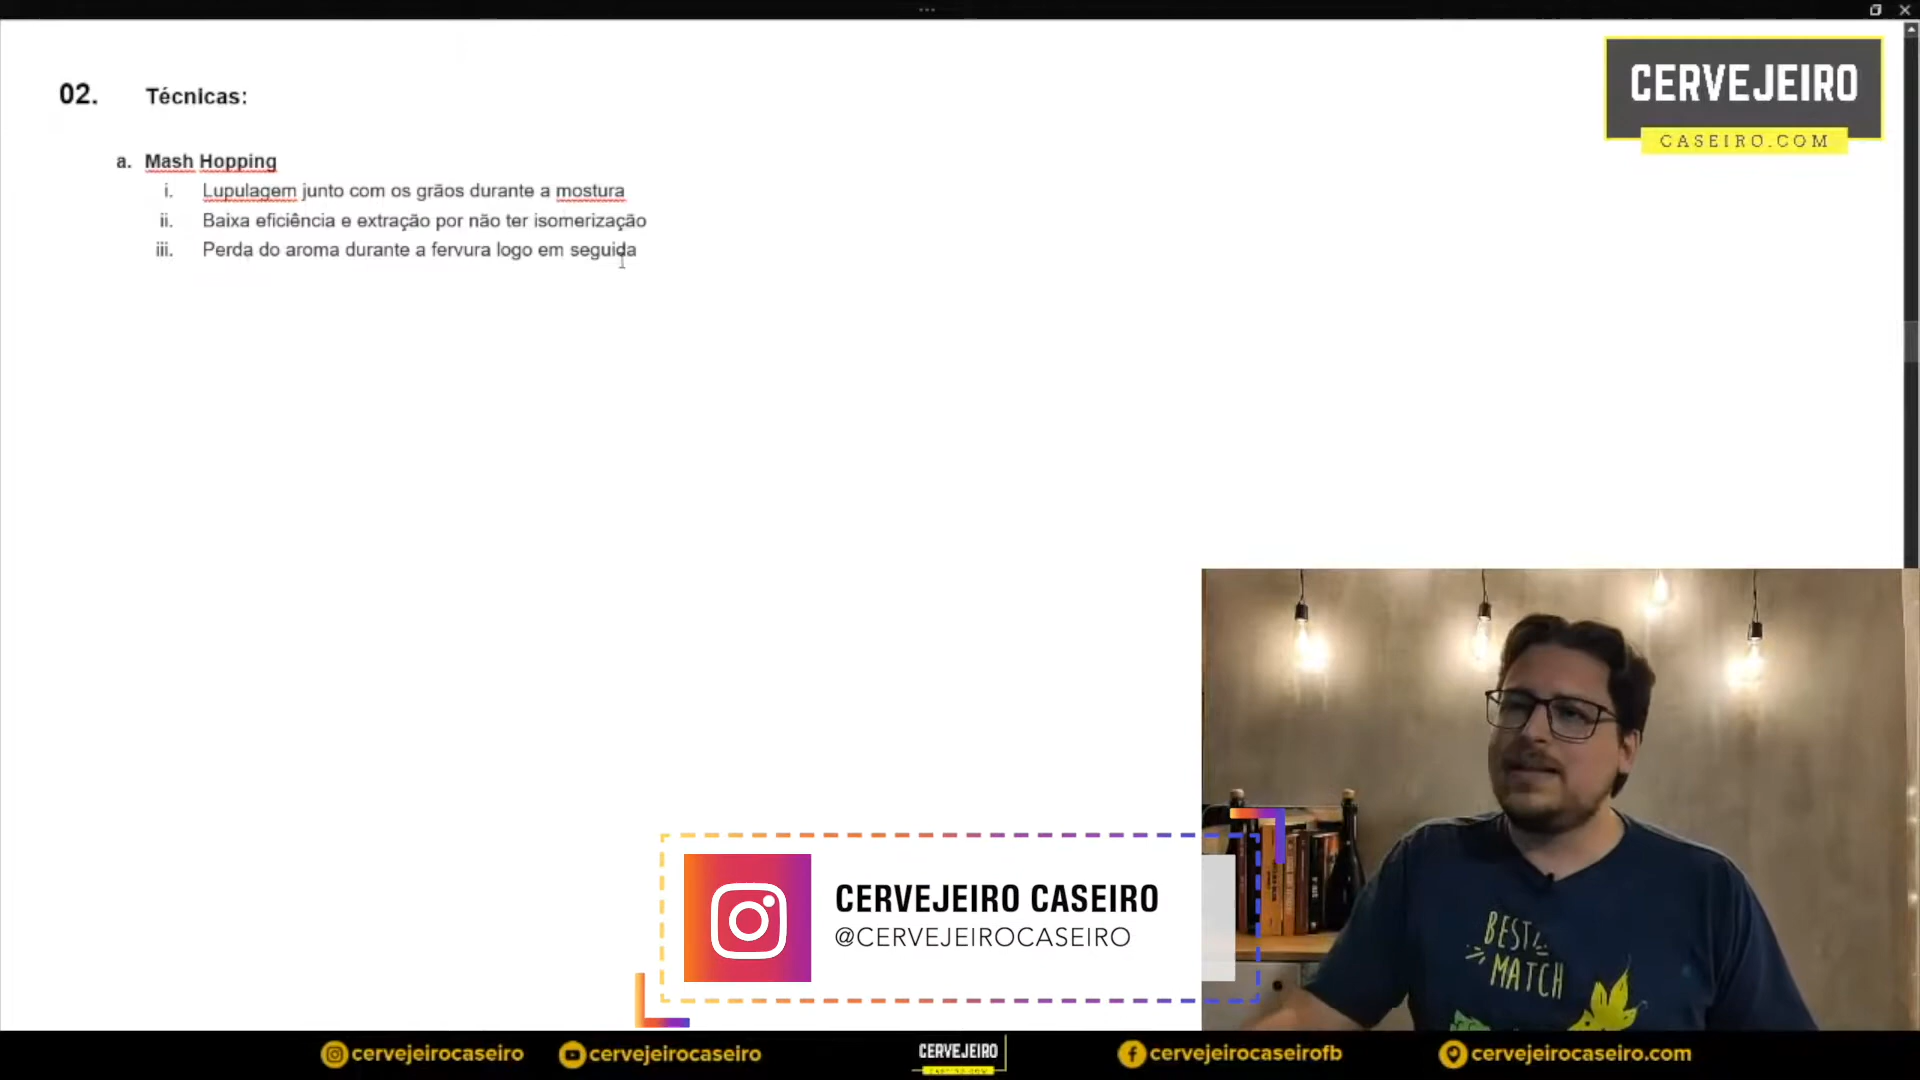 CERVEJEIRO
CASEIRO.COM
02. Técnicas:
a. Mash Hopping
i. Lupulagem junto com os grãos durante a mostura
ii. Baixa eficiência e extração por não ter isomerização
iii. Perda do aroma durante a fervura logo em seguida
CERVEJEIRO CASEIRO
@CERVEJEIROCASEIRO
BEST
MATCH
cervejeirocaseiro
cervejeirocaseiro
CERVEJEIRO
cervejeirocaseirofb
cervejeirocaseiro.com